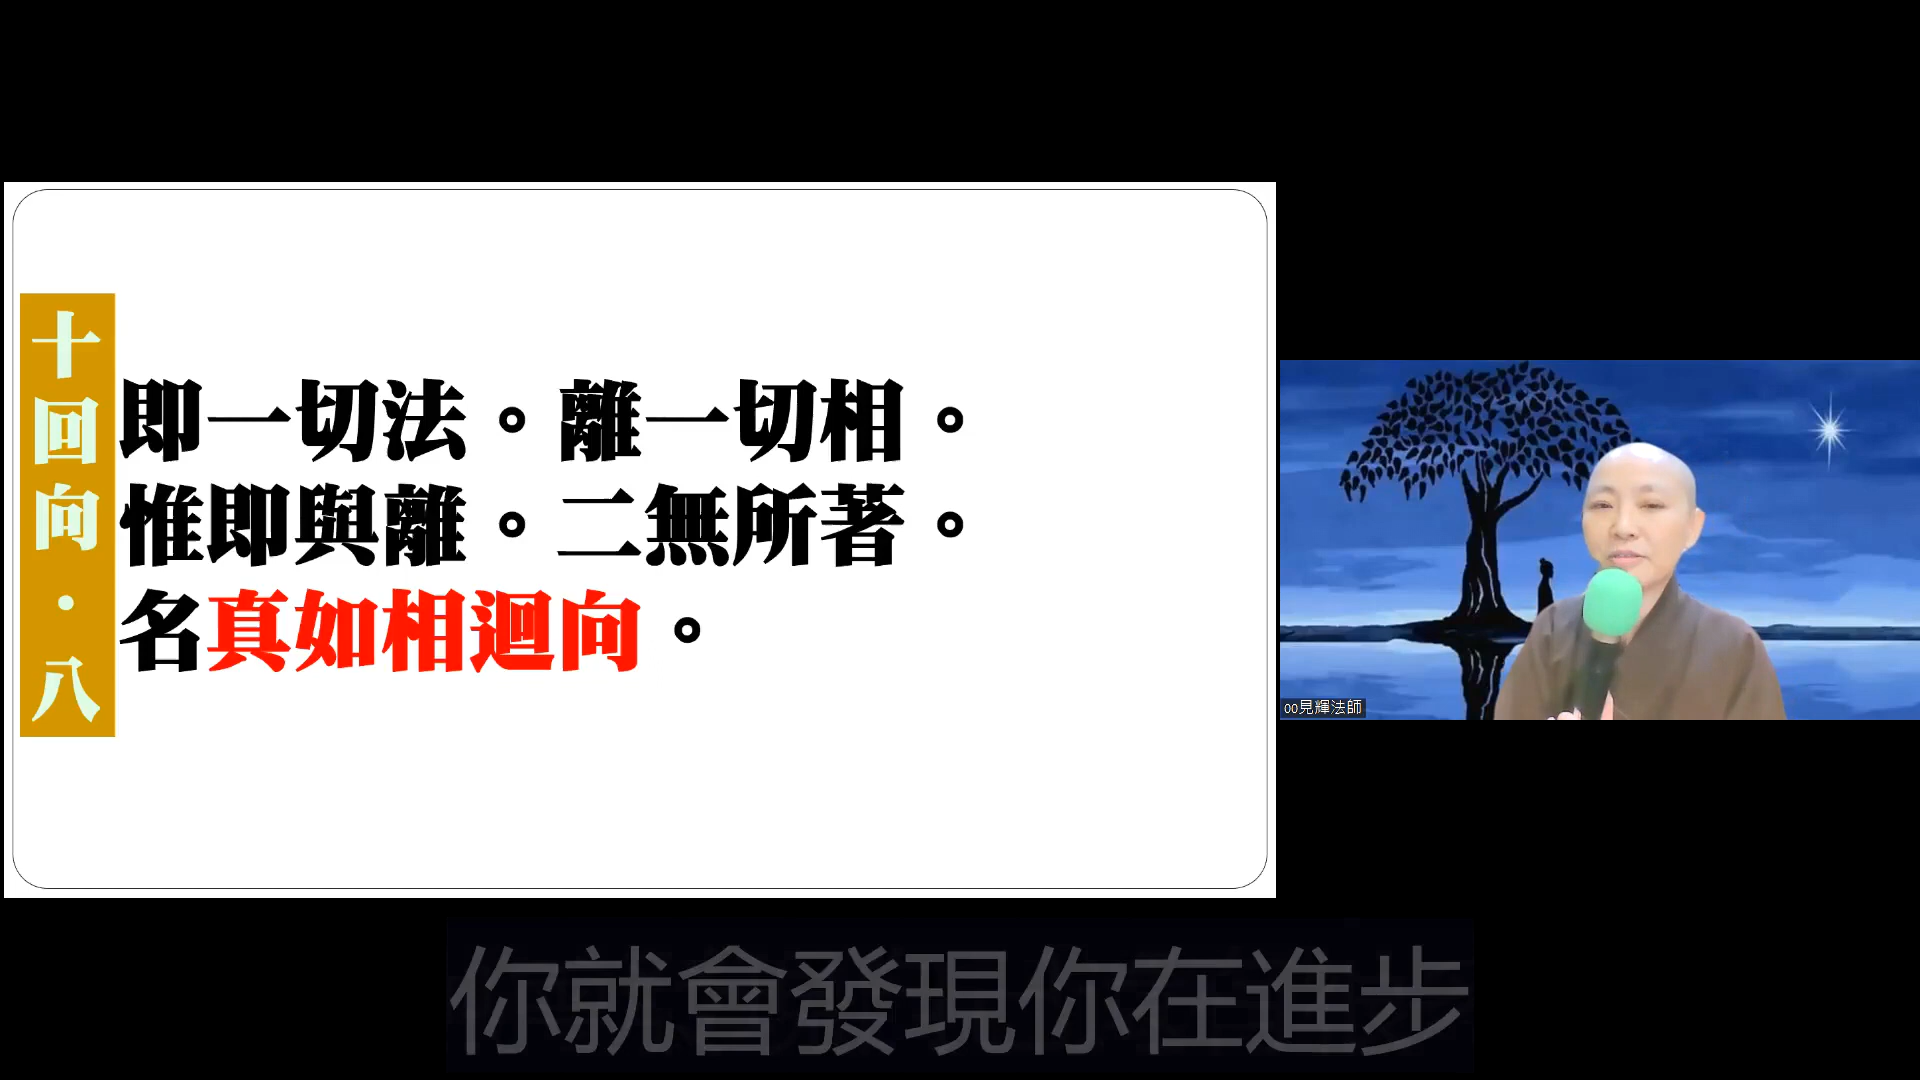 十回向・八
即一切法。離一切相。
惟即與離。二無所著。
名真如相迴向。
oo見輝法師
你就會發現你在進步